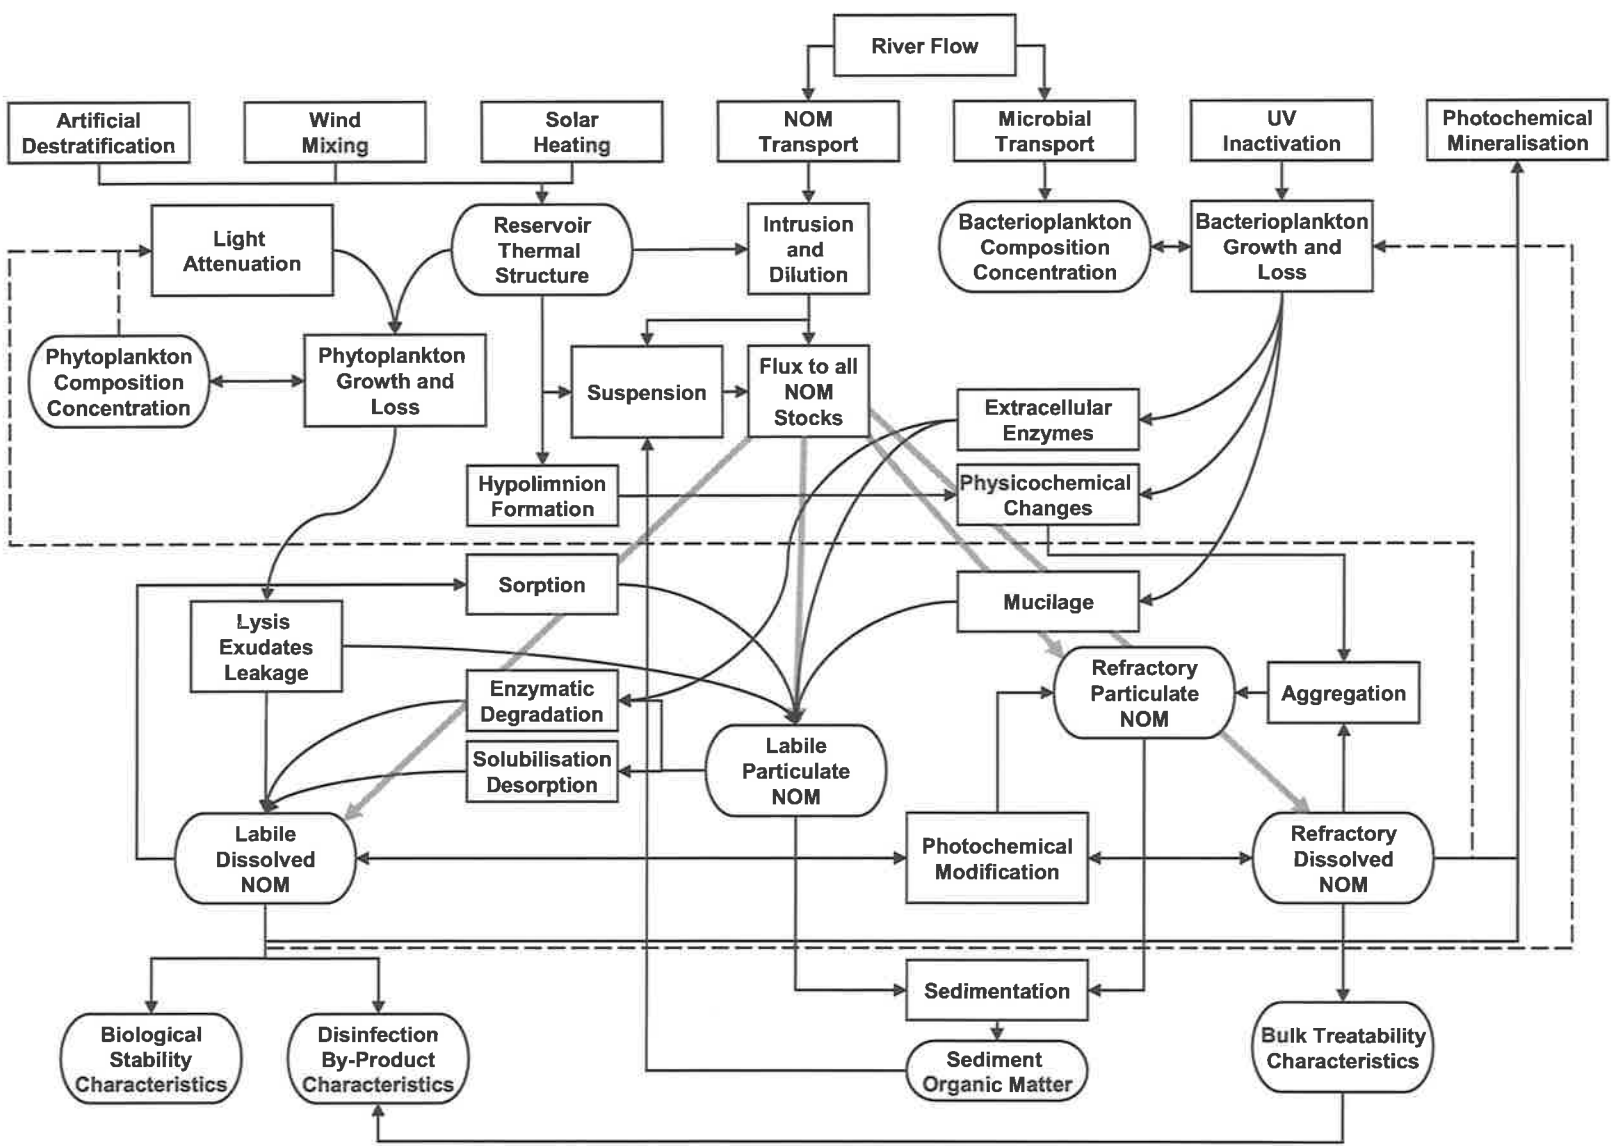 River Flow
Artificial
Destratification
Wind
Mixing
Solar
Heating
NOM
Transport
Microbial
Transport
UV
Inactivation
Photochemical
Mineralisation
Light
Attenuation
Reservoir
Thermal
Structure
Intrusion
and
Dilution
Bacterioplankton
Composition
Concentration
Bacterioplankton
Growth and
Loss
Phytoplankton
Composition
Concentration
Phytoplankton
Growth and
Loss
Suspension
Flux to all
NOM
Stocks
Extracellular
Enzymes
Hypolimnion
Formation
Physicochemical
Changes
Sorption
Mucilage
Lysis
Exudates
Leakage
Enzymatic
Degradation
Refractory
Particulate
NOM
Aggregation
Solubilisation
Desorption
Labile
Particulate
NOM
Labile
Dissolved
NOM
Photochemical
Modification
Refractory
Dissolved
NOM
Sedimentation
Biological
Stability
Characteristics
Disinfection
By-Product
Characteristics
Sediment
Organic Matter
Bulk Treatability
Characteristics